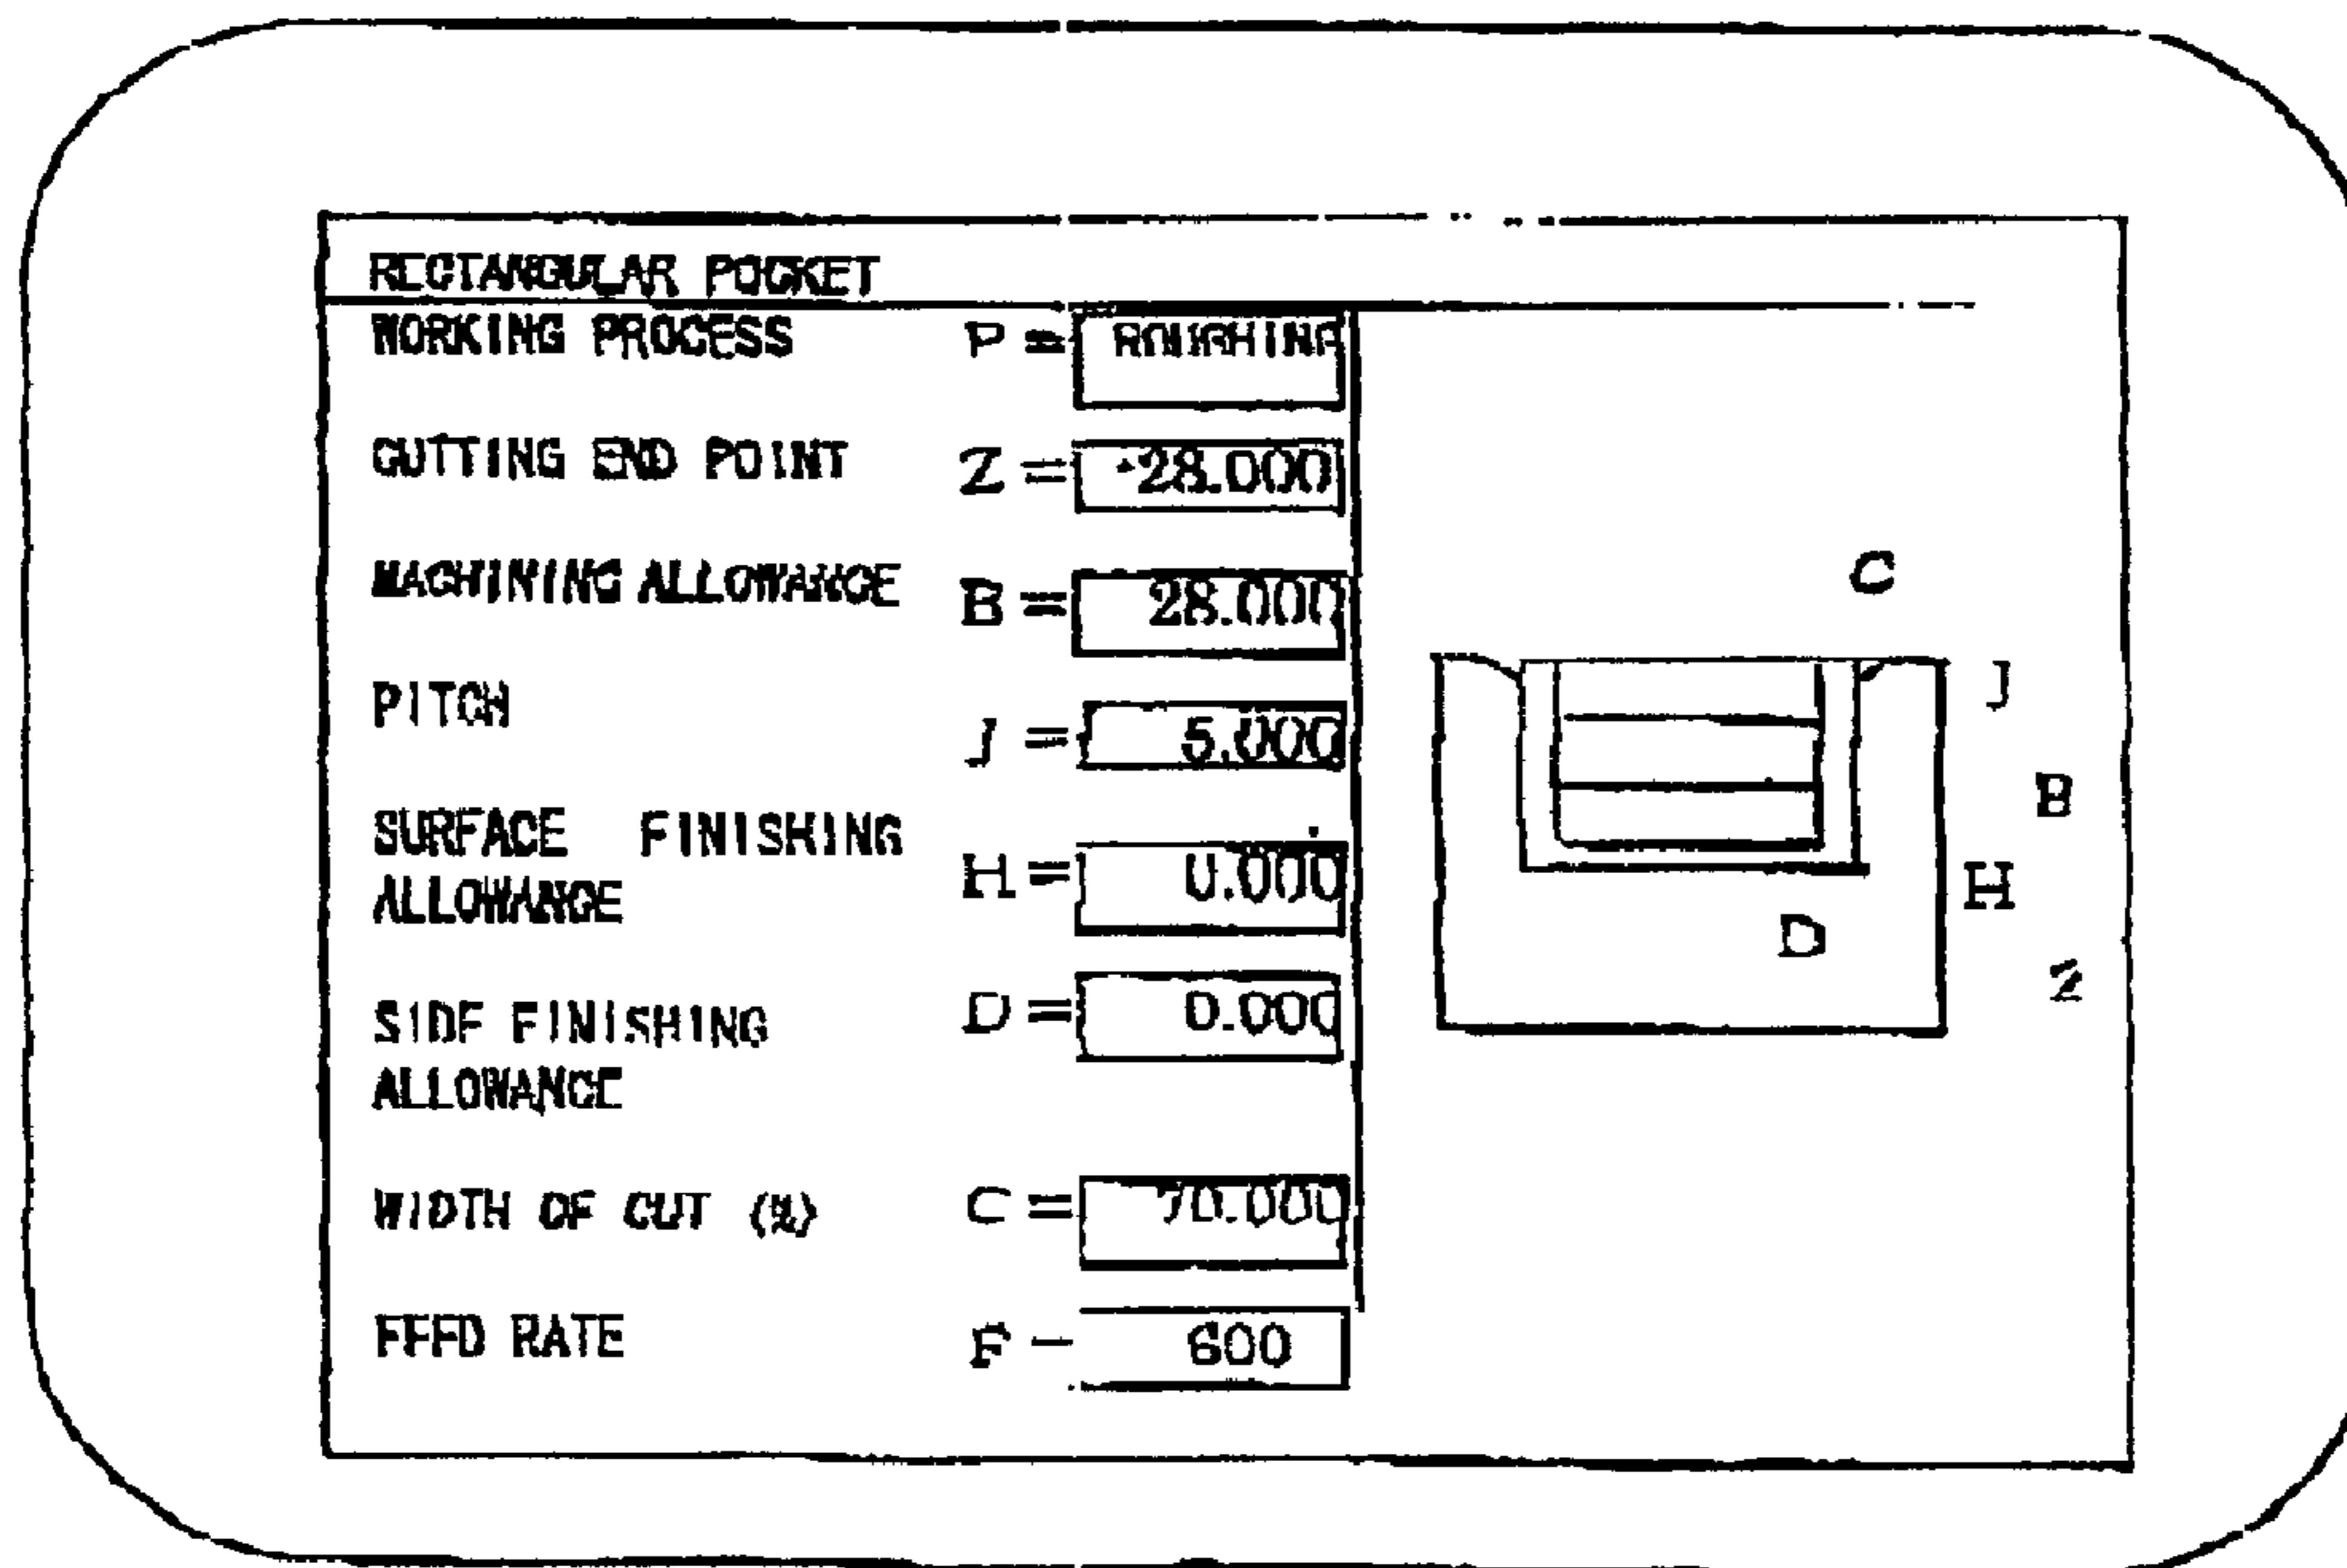 RECTANGULAR POCKET
WORKING PROCESS P = ROUGHING
CUTTING END POINT Z = -28.000
MACHINING ALLOWANCE B = 28.000
PITCH J = 5.000
SURFACE FINISHING
ALLOWANCE H = 0.000
SIDE FINISHING D = 0.000
ALLOWANCE
WIDTH OF CUT (%) C = 70.000
FEED RATE F = 600
C
J
B
H
D
Z